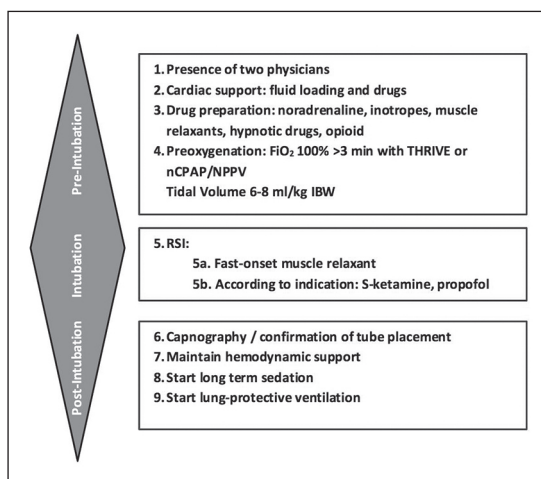 Pre-Intubation
1. Presence of two physicians
2. Cardiac support: fluid loading and drugs
3. Drug preparation: noradrenaline, inotropes, muscle
relaxants, hypnotic drugs, opioid
4. Preoxygenation: FiO₂ 100% >3 min with THRIVE or
nCPAP/NPPV
Tidal Volume 6-8 ml/kg IBW
Intubation
5. RSI:
5a. Fast-onset muscle relaxant
5b. According to indication: S-ketamine, propofol
Post-Intubation
6. Capnography / confirmation of tube placement
7. Maintain hemodynamic support
8. Start long term sedation
9. Start lung-protective ventilation